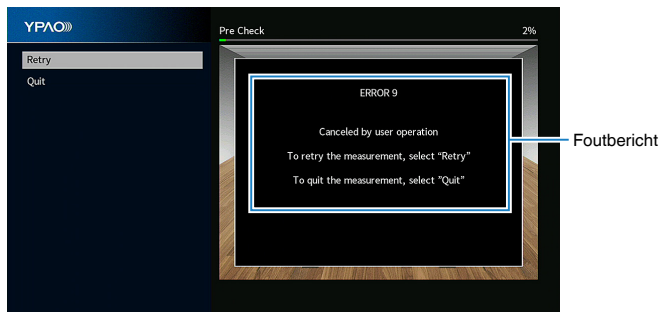 YPAO
Retry
Quit
Pre Check 2%
ERROR 9
Canceled by user operation
To retry the measurement, select “Retry”
To quit the measurement, select ”Quit”
Foutbericht